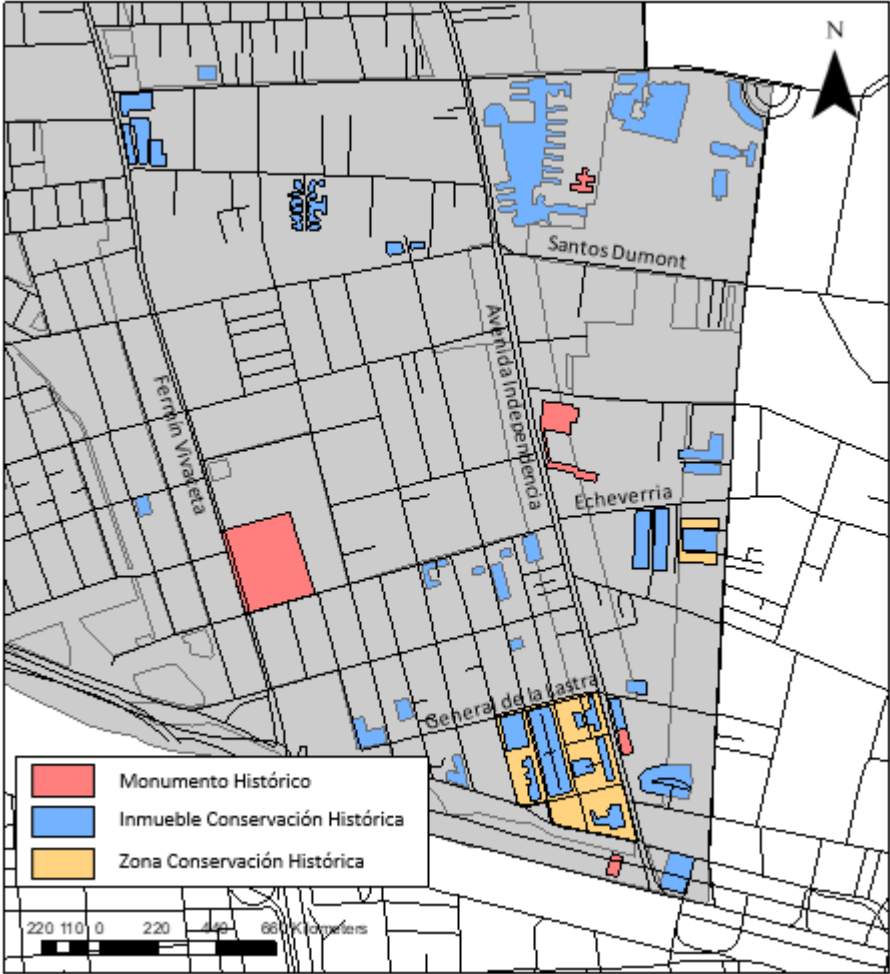 N
Santos Dumont
Avenida Independencia
Fermin Vivaceta
Echeverria
General de la Lastra
Monumento Histórico
Inmueble Conservación Histórica
Zona Conservación Histórica
220 110 0 220 440 660 Kilometers